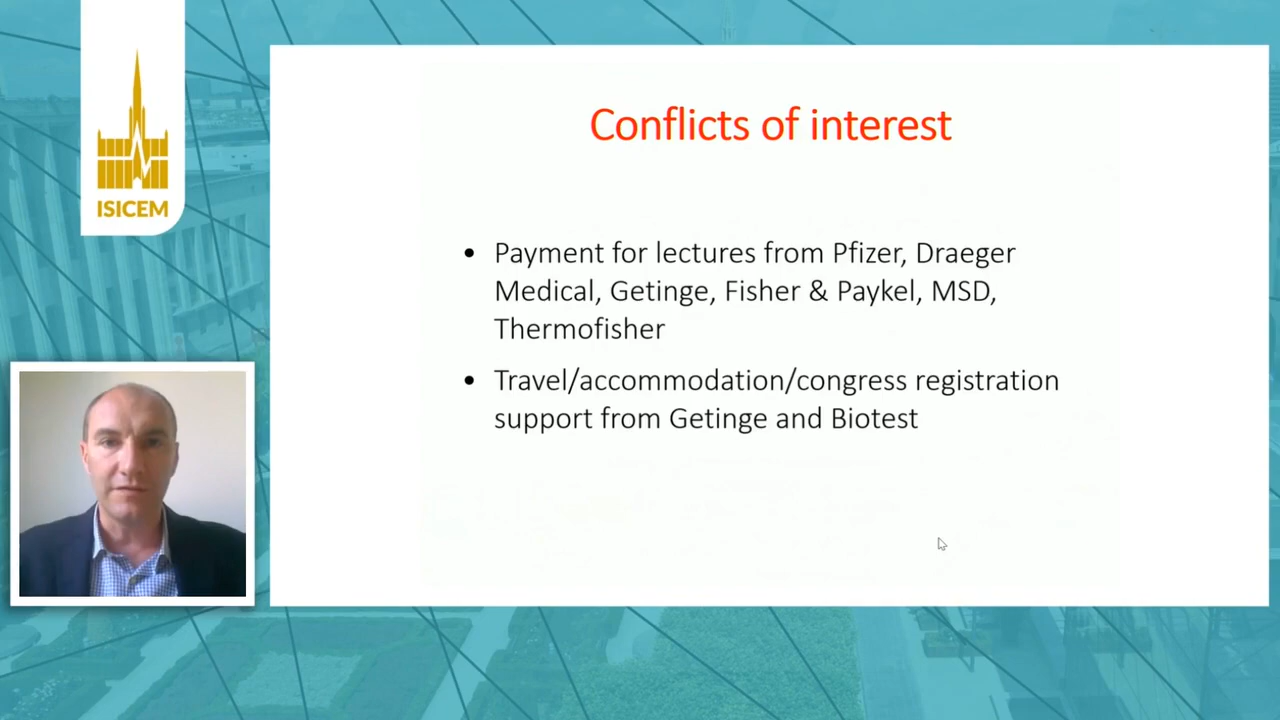 ISICEM
Conflicts of interest
• Payment for lectures from Pfizer, Draeger
Medical, Getinge, Fisher & Paykel, MSD,
Thermofisher
• Travel/accommodation/congress registration
support from Getinge and Biotest